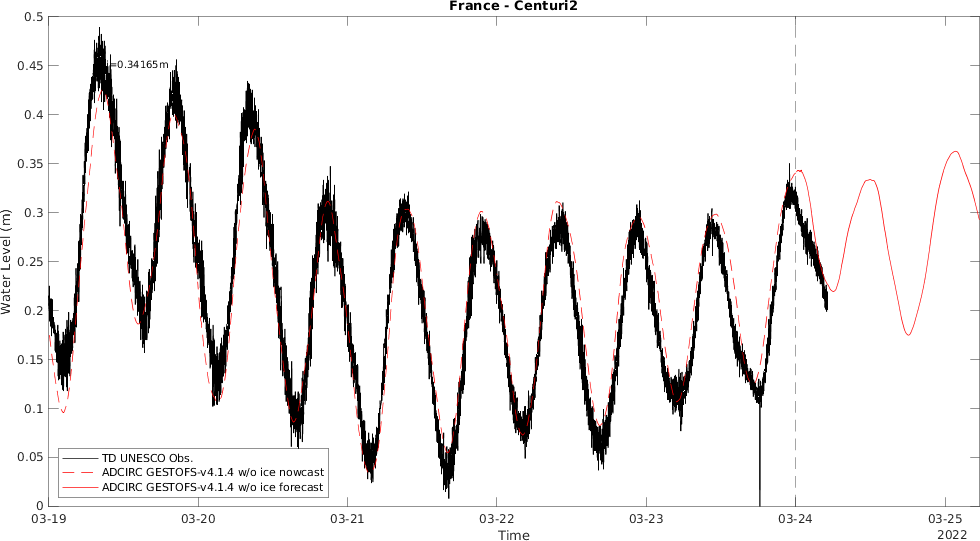 France - Centuri2
0.5
0.45
0.4
0.35
0.3
0.25
0.2
0.15
0.1
0.05
0
Water Level (m)
=0.34165m
TD UNESCO Obs.
ADCIRC GESTOFS-v4.1.4 w/o ice nowcast
ADCIRC GESTOFS-v4.1.4 w/o ice forecast
03-19 03-20 03-21 03-22 03-23 03-24 03-25
Time
2022